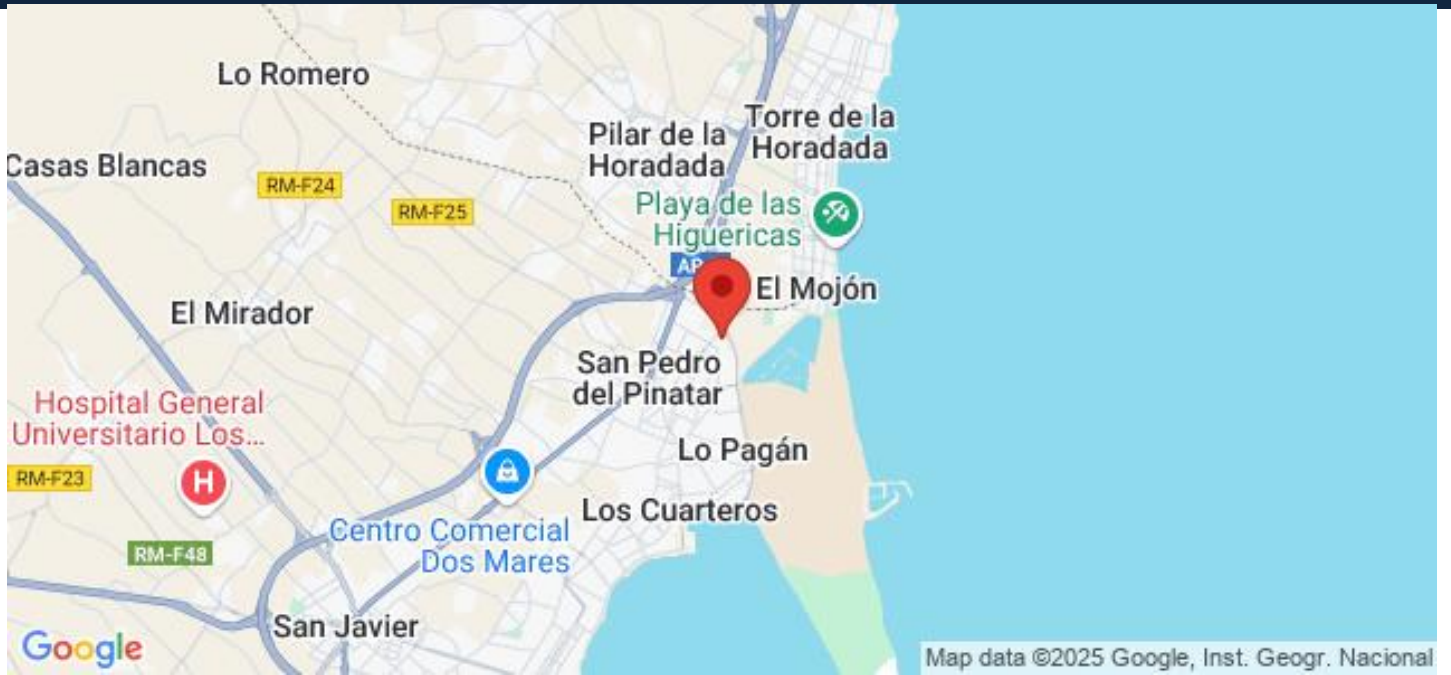 Lo Romero
Torre de la
Horadada
Pilar de la
Horadada
Casas Blancas
RM-F24
RM-F25
Playa de las
Higuericas
El Mojón
El Mirador
San Pedro
del Pinatar
Hospital General
Universitario Los...
H
Lo Pagán
RM-F23
Los Cuarteros
Centro Comercial
Dos Mares
RM-F48
San Javier
Google
Map data ©2025 Google, Inst. Geogr. Nacional